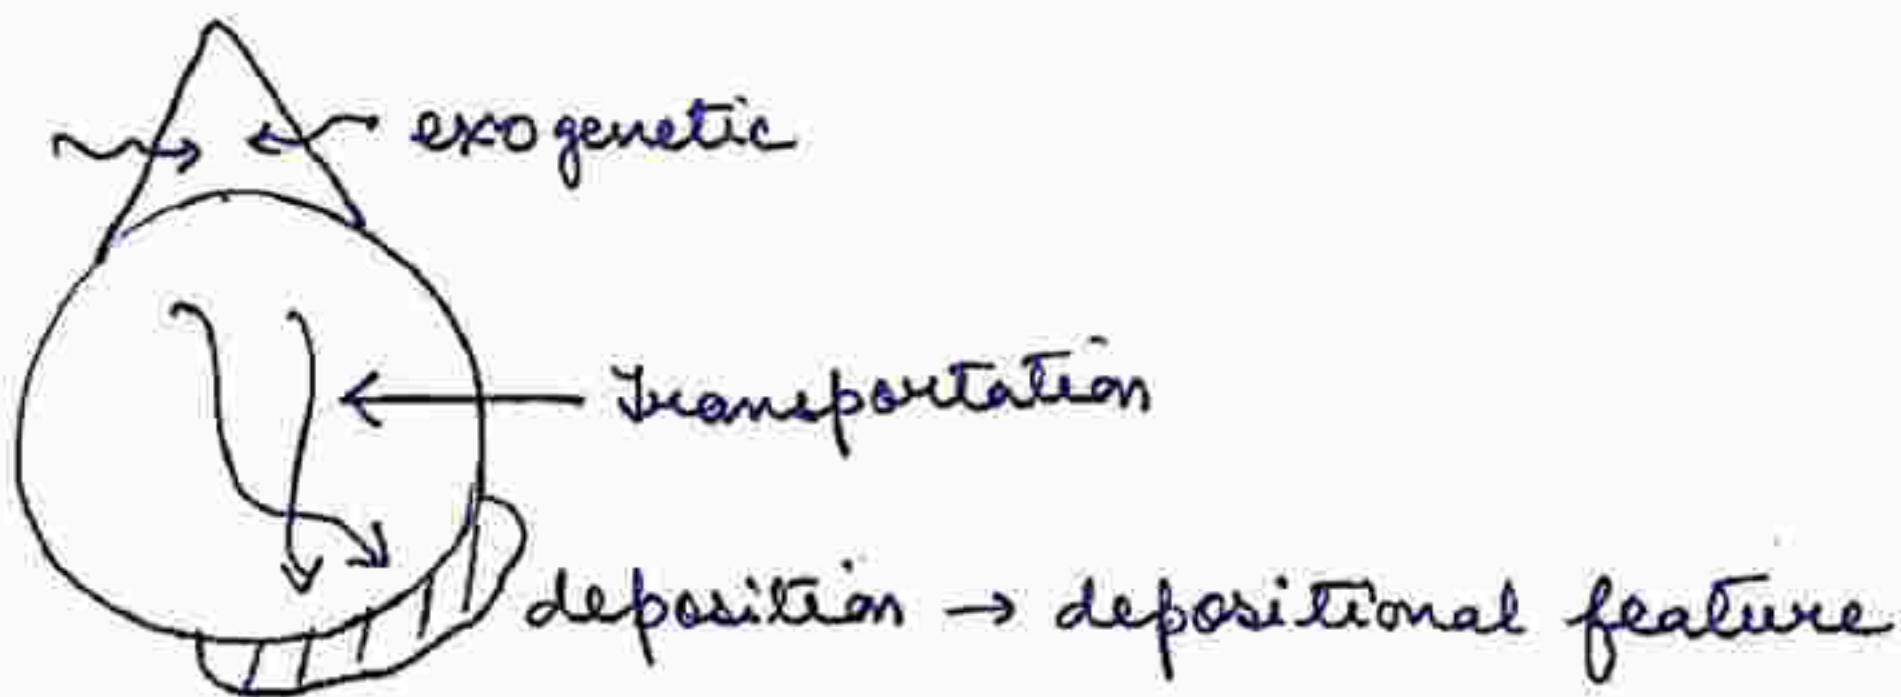 exogenetic
Transportation
deposition → depositional feature